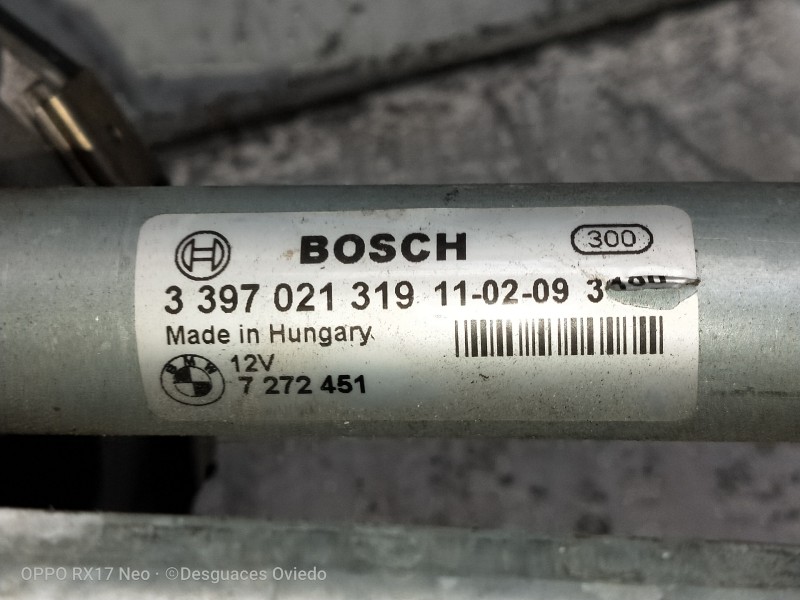 BOSCH 300
3 397 021 319 11-02-09
Made in Hungary
BMW 12V
7 272 451
OPPO RX17 Neo · ©Desguaces Oviedo